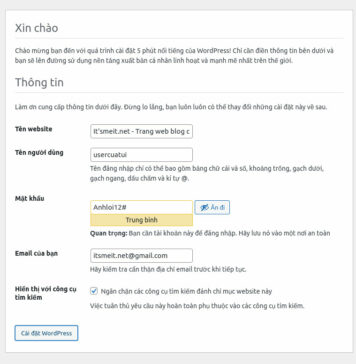 Xin chào
Chào mừng bạn đến với quá trình cài đặt 5 phút nổi tiếng của WordPress! Chỉ cần điền thông tin bên dưới và
bạn sẽ lên đường sử dụng nền tảng xuất bản cá nhân linh hoạt và mạnh mẽ nhất trên thế giới.
Thông tin
Làm ơn cung cấp thông tin dưới đây. Đừng lo lắng, bạn luôn luôn có thể thay đổi những cài đặt này về sau.
Tên website
It'smeit.net - Trang web blog c
Tên người dùng
usercuatui
Tên đăng nhập chỉ có thể bao gồm bảng chữ cái và số, khoảng trống, gạch dưới,
gạch ngang, dấu chấm và kí tự @.
Mật khẩu
Anhloi12#
Ẩn đi
Trung bình
Quan trọng: Bạn cần tài khoản này để đăng nhập. Hãy lưu nó vào một nơi an toàn
Email của bạn
itsmeit.net@gmail.com
Hãy kiểm tra cẩn thận địa chỉ email trước khi tiếp tục.
Hiển thị với công cụ
tìm kiếm
Ngăn chặn các công cụ tìm kiếm đánh chỉ mục website này
Việc tuân thủ yêu cầu này hoàn toàn phụ thuộc vào các công cụ tìm kiếm.
Cài đặt WordPress